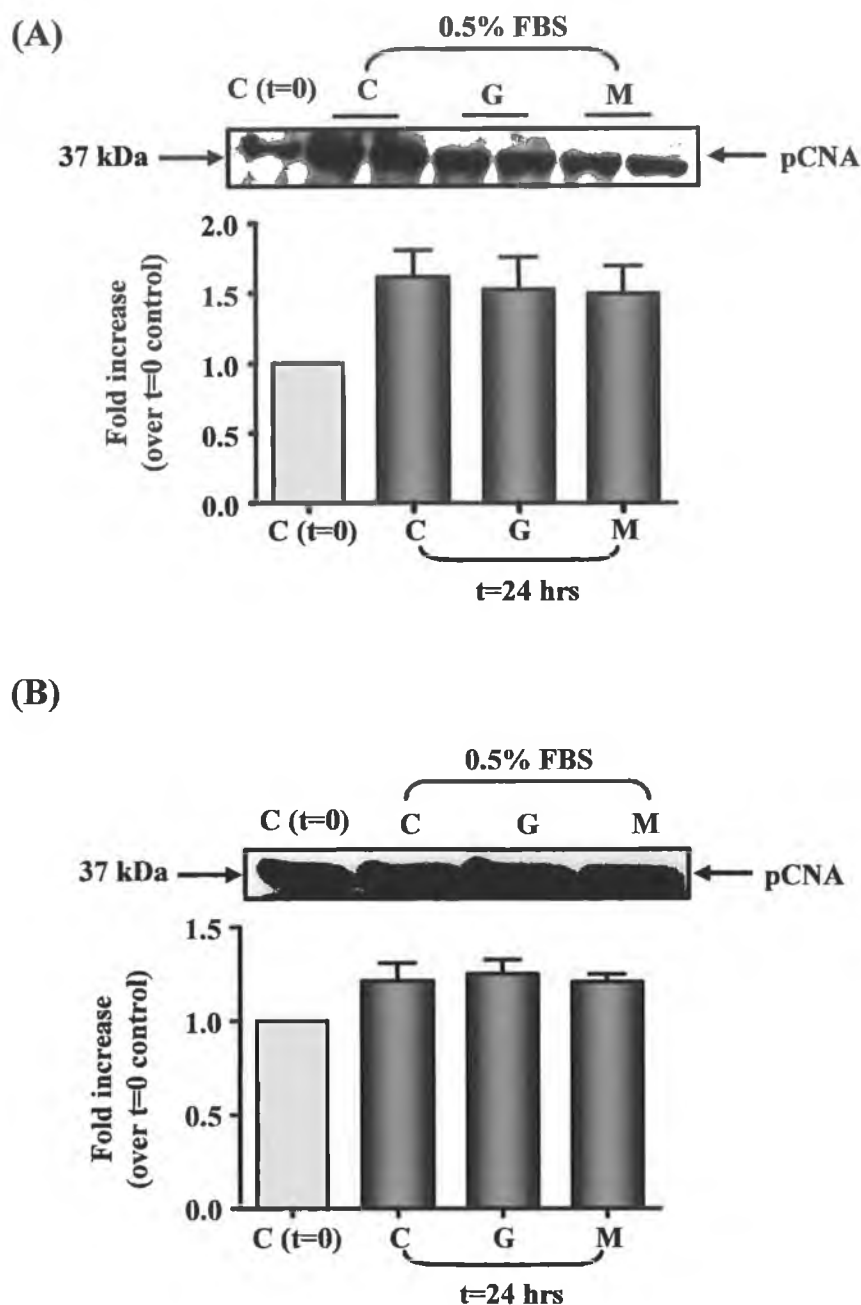 (A)
0.5% FBS
C (t=0) C G M
37 kDa pCNA
Fold increase
(over t=0 control)
2.0
1.5
1.0
0.5
0.0
C (t=0) C G M
t=24 hrs
(B)
0.5% FBS
C (t=0) C G M
37 kDa pCNA
Fold increase
(over t=0 control)
1.5
1.0
0.5
0.0
C (t=0) C G M
t=24 hrs